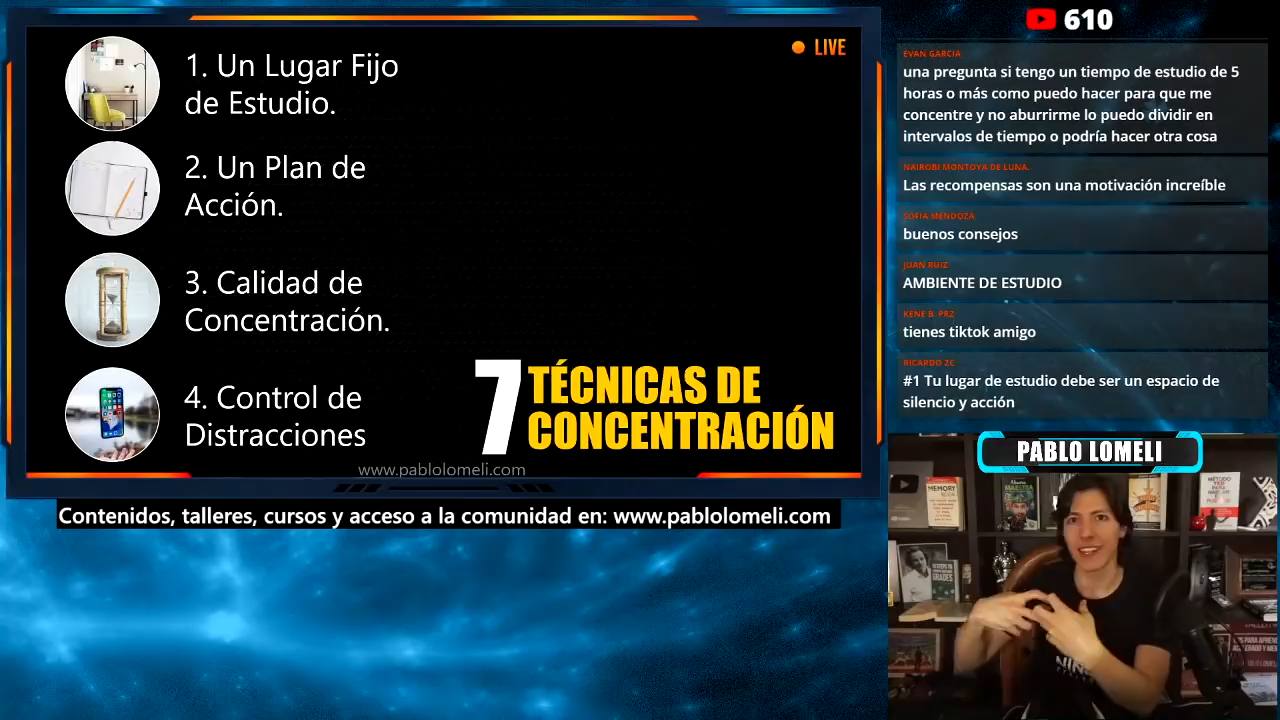 1. Un Lugar Fijo
de Estudio.
2. Un Plan de
Acción.
3. Calidad de
Concentración.
4. Control de
Distracciones
LIVE
7 TÉCNICAS DE
CONCENTRACIÓN
www.pablolomeli.com
Contenidos, talleres, cursos y acceso a la comunidad en: www.pablolomeli.com
610
EVAN GARCIA
una pregunta si tengo un tiempo de estudio de 5
horas o más como puedo hacer para que me
concentre y no aburrirme lo puedo dividir en
intervalos de tiempo o podría hacer otra cosa
NAIROBI MONTOYA DE LUNA.
Las recompensas son una motivación increíble
SOFIA MENDOZA
buenos consejos
JUAN RUIZ
AMBIENTE DE ESTUDIO
KENE B. PRZ
tienes tiktok amigo
RICARDO ZC
#1 Tu lugar de estudio debe ser un espacio de
silencio y acción
PABLO LOMELI
MEMORY
MAESTRÍA
MÉTODO
TED
PARA
GRADES